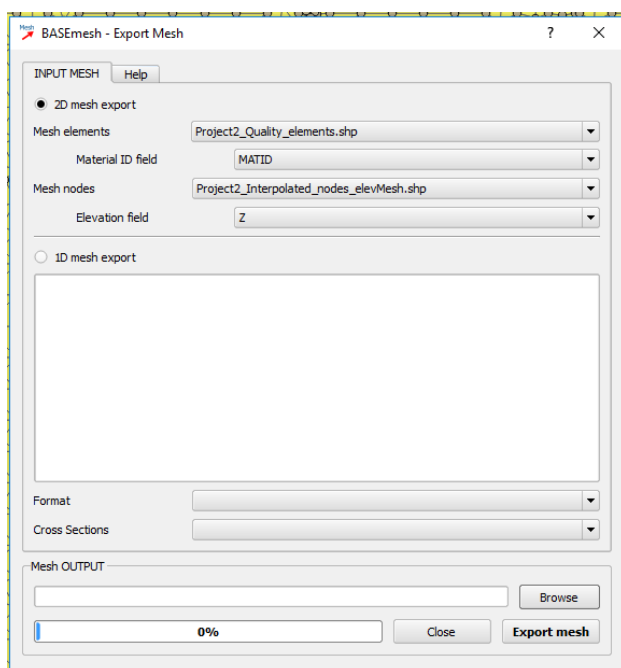 Mesh
BASEmesh - Export Mesh
?
INPUT MESH Help
2D mesh export
Mesh elements Project2_Quality_elements.shp
Material ID field MATID
Mesh nodes Project2_Interpolated_nodes_elevMesh.shp
Elevation field Z
1D mesh export
Format
Cross Sections
Mesh OUTPUT
Browse
0% Close Export mesh